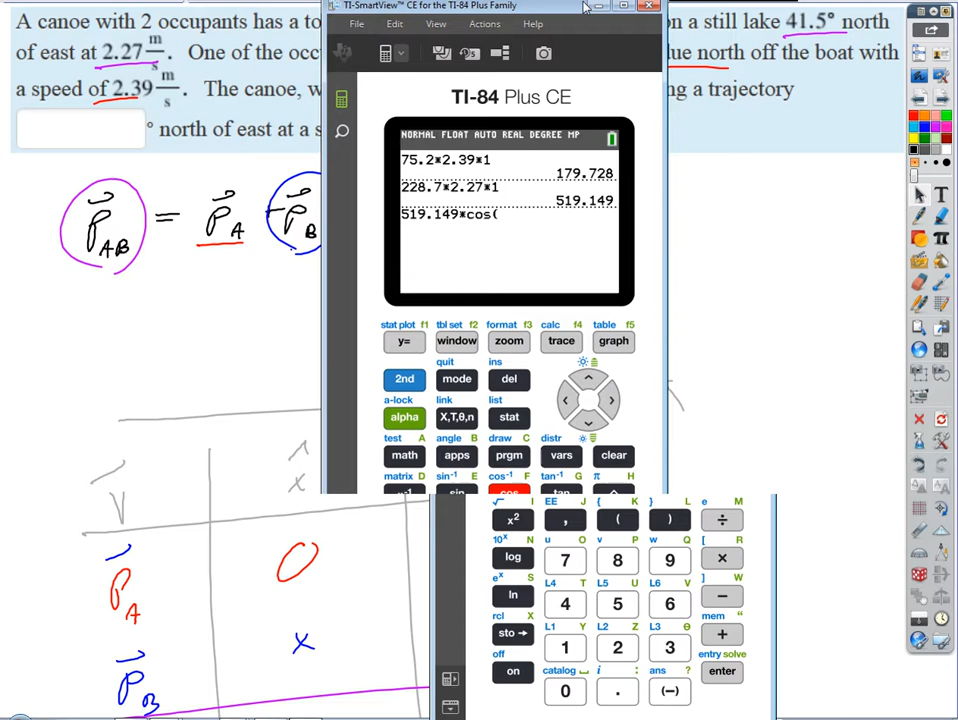 TI-SmartView™ CE for the TI-84 Plus Family
A canoe with 2 occupants has a to on a still lake 41.5° north
File Edit View Actions Help
of east at 2.27 m/s. One of the occ due north off the boat with
a speed of 2.39 m/s. The canoe, w ng a trajectory
° north of east at a s
TI-84 Plus CE
NORMAL FLOAT AUTO REAL DEGREE MP
75.2*2.39*1
179.728
228.7*2.27*1
519.149
519.149*cos(
P AB = P A + P B
stat plot f1 tbl set f2 format f3 calc f4 table f5
y= window zoom trace graph
quit ins
2nd mode del
a-lock link list
alpha X,T,θ,n stat
test A angle B draw C distr
math apps prgm vars clear
matrix D sin⁻¹ E cos⁻¹ F tan⁻¹ G π H
x⁻¹ sin cos tan ^
√ I EE J { K } L e M
x² , ( ) ÷
10ˣ N u O v P w Q [ R
log 7 8 9 ×
eˣ S L4 T L5 U L6 V ] W
ln 4 5 6 −
rcl X L1 Y L2 Z L3 θ mem "
sto→ 1 2 3 +
off catalog i : ans ? entry solve
on 0 . (−) enter
V x
P A 0
P B x
T
π